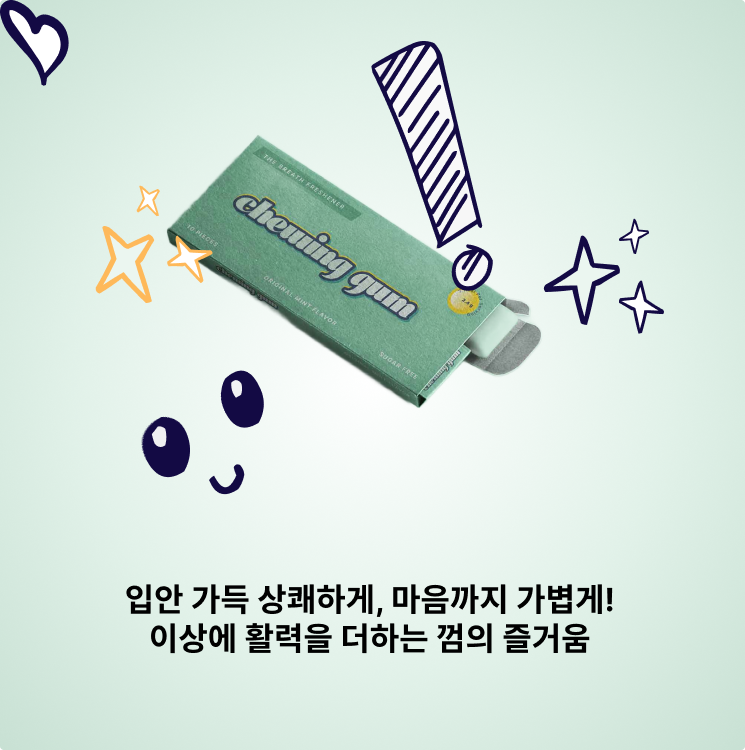 THE BREATH FRESHENER
chewing gum
10 PIECES
ORIGINAL MINT FLAVOR
SUGAR FREE
입안 가득 상쾌하게, 마음까지 가볍게!
이상에 활력을 더하는 껌의 즐거움